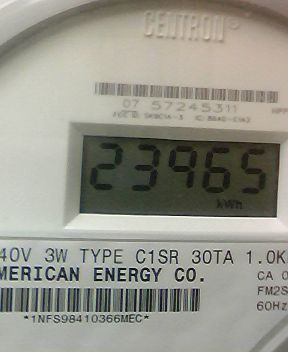 CENTRON®
07 57245311
23965
kWh
40V 3W TYPE C1SR 30TA 1.0K
MERICAN ENERGY CO.
CA 0
FM2S
60Hz
*1NFS98410366MEC*